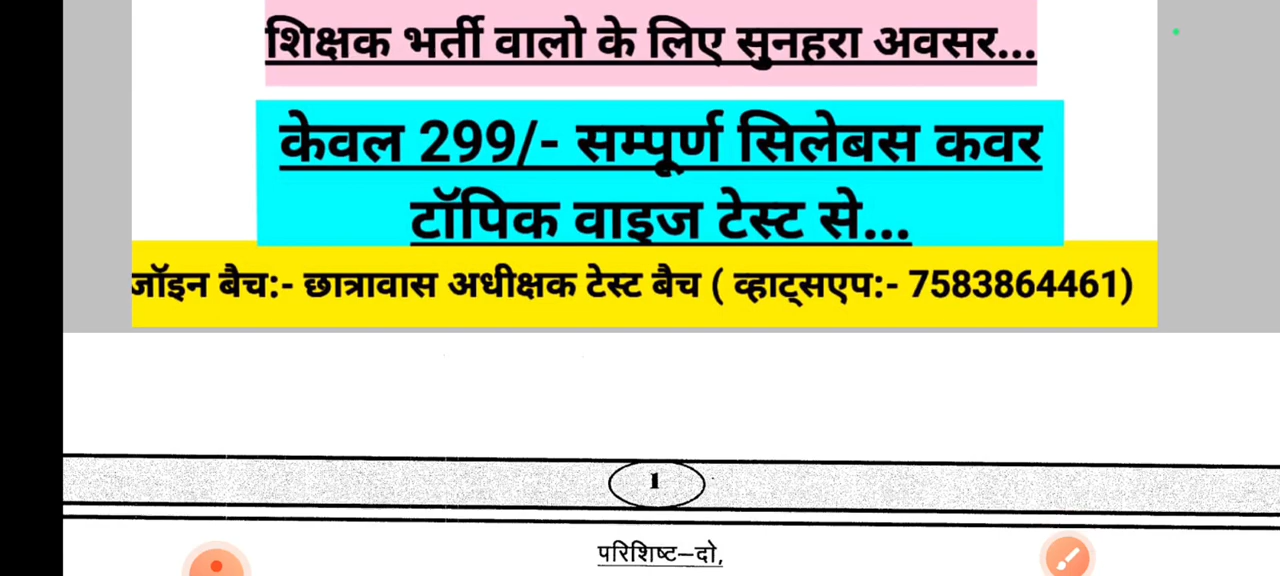 शिक्षक भर्ती वालो के लिए सुनहरा अवसर...
केवल 299/- सम्पूर्ण सिलेबस कवर
टॉपिक वाइज टेस्ट से...
जॉइन बैच:- छात्रावास अधीक्षक टेस्ट बैच ( व्हाट्सएप:- 7583864461)
1
परिशिष्ट–दो,